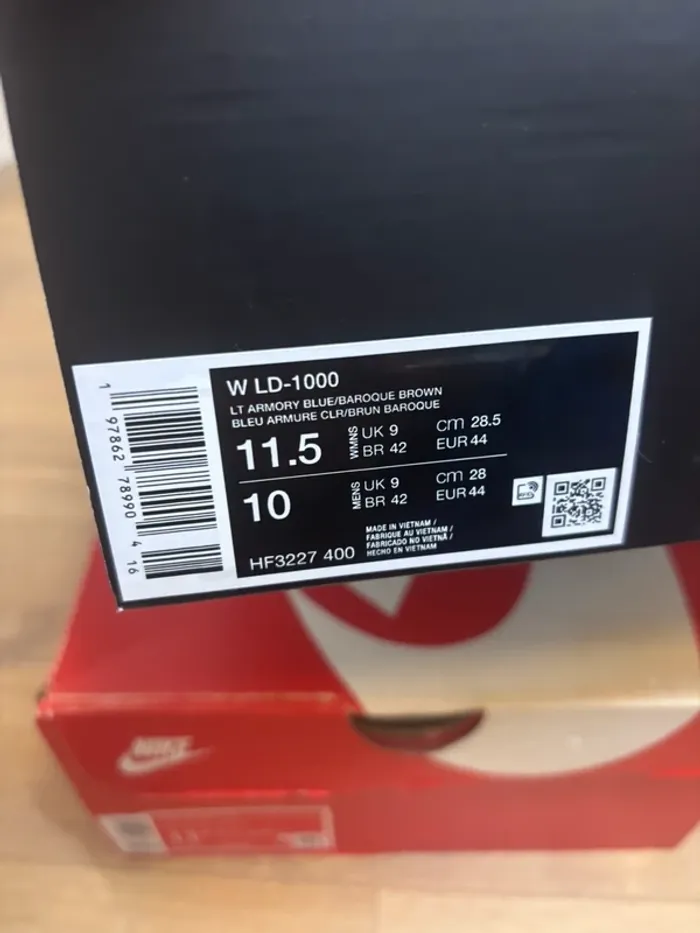 W LD-1000
LT ARMORY BLUE/BAROQUE BROWN
BLEU ARMURE CLR/BRUN BAROQUE
11.5 WMNS UK 9 cm 28.5
BR 42 EUR 44
10 MENS UK 9 cm 28
BR 42 EUR 44
HF3227 400
MADE IN VIETNAM /
FABRIQUE AU VIETNAM /
FABRICADO NO VIETNÃ /
HECHO EN VIETNAM
1 97862 78990 4 16
NIKE